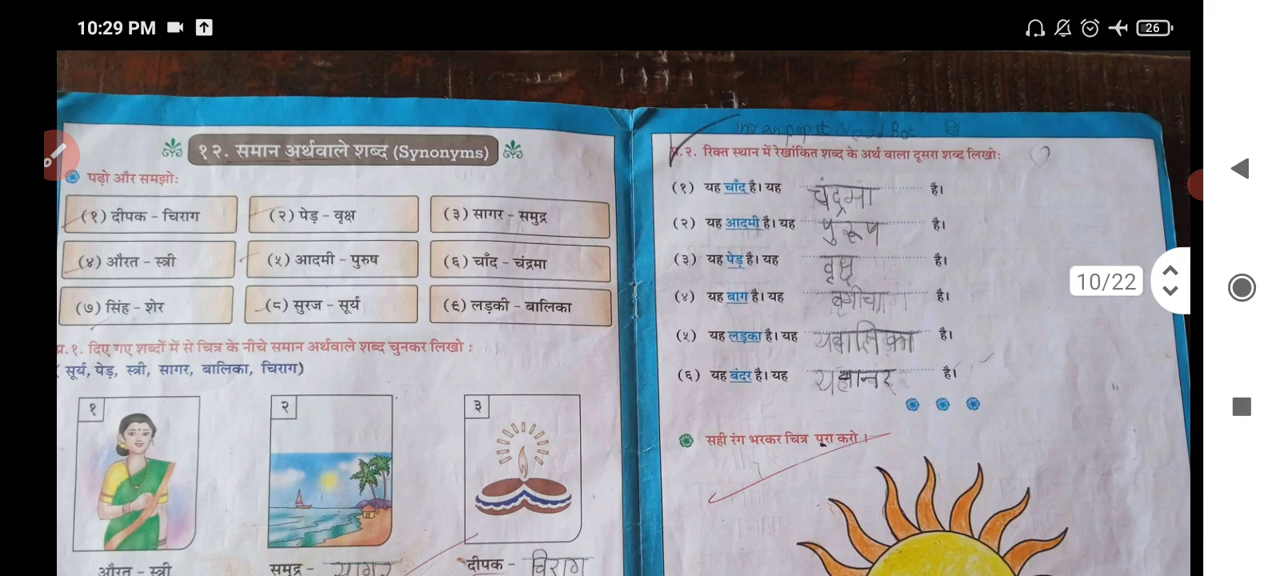 10:29 PM
26
१२. समान अर्थवाले शब्द (Synonyms)
पढ़ो और समझो:
(१) दीपक – चिराग
(२) पेड़ – वृक्ष
(३) सागर – समुद्र
(४) औरत – स्त्री
(५) आदमी – पुरुष
(६) चाँद – चंद्रमा
(७) सिंह – शेर
(८) सुरज – सूर्य
(९) लड़की – बालिका
प्र.१. दिए गए शब्दों में से चित्र के नीचे समान अर्थवाले शब्द चुनकर लिखो :
( सूर्य, पेड़, स्त्री, सागर, बालिका, चिराग)
१
२
३
औरत – स्त्री
समुद्र – सागर
दीपक – चिराग
प्र.२. रिक्त स्थान में रेखांकित शब्द के अर्थ वाला दूसरा शब्द लिखो:
(१) यह चाँद है। यह चंद्रमा है।
(२) यह आदमी है। यह पुरूष है।
(३) यह पेड़ है। यह वृक्ष है।
(४) यह बाग है। यह बगीचा है।
(५) यह लड़का है। यह है।
(६) यह बंदर है। यह है।
सही रंग भरकर चित्र पूरा करो।
10/22